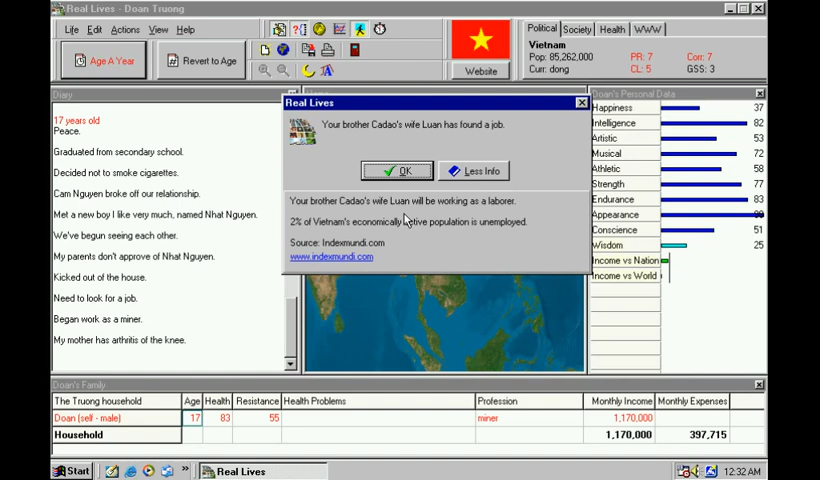 Real Lives - Doan Truong
Life Edit Actions View Help
Age A Year
Revert to Age
Website
Political Society Health WWW
Vietnam
Pop: 85,262,000 PR: 7 Corr: 7
Curr: dong CL: 5 GSS: 3
Diary
17 years old
Peace.
Graduated from secondary school.
Decided not to smoke cigarettes.
Cam Nguyen broke off our relationship.
Met a new boy I like very much, named Nhat Nguyen.
We've begun seeing each other.
My parents don't approve of Nhat Nguyen.
Kicked out of the house.
Need to look for a job.
Began work as a miner.
My mother has arthritis of the knee.
Real Lives
Your brother Cadao's wife Luan has found a job.
OK
Less Info
Your brother Cadao's wife Luan will be working as a laborer.
2% of Vietnam's economically active population is unemployed.
Source: Indexmundi.com
www.indexmundi.com
Doan's Personal Data
Happiness 37
Intelligence 82
Artistic 53
Musical 72
Athletic 58
Strength 77
Endurance 83
Appearance
Conscience 51
Wisdom 25
Income vs Nation
Income vs World
Doan's Family
The Truong household Age Health Resistance Health Problems Profession Monthly Income Monthly Expenses
Doan (self - male) 17 83 55 miner 1,170,000
Household 1,170,000 397,715
Start
Real Lives
12:32 AM